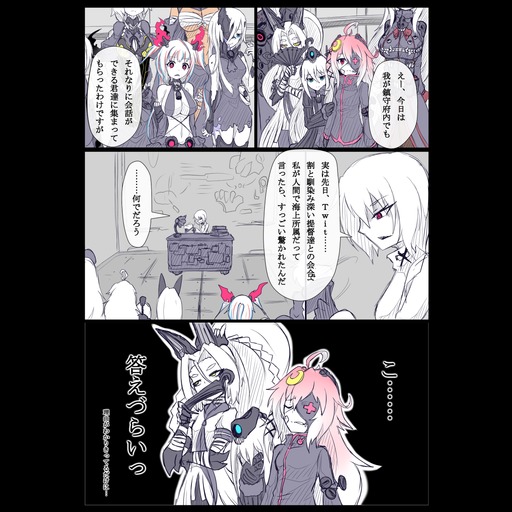 えー、今日は
我が鎮守府内でも
それなりに会話が
できる君達に集まって
もらったわけですが
実は先日、Twit……
割と馴染み深い提督達との会合で
私が人間で海上所属だって
言ったら、すっごい驚かれたんだ
……何でだろう
こ……
答えづらいっ